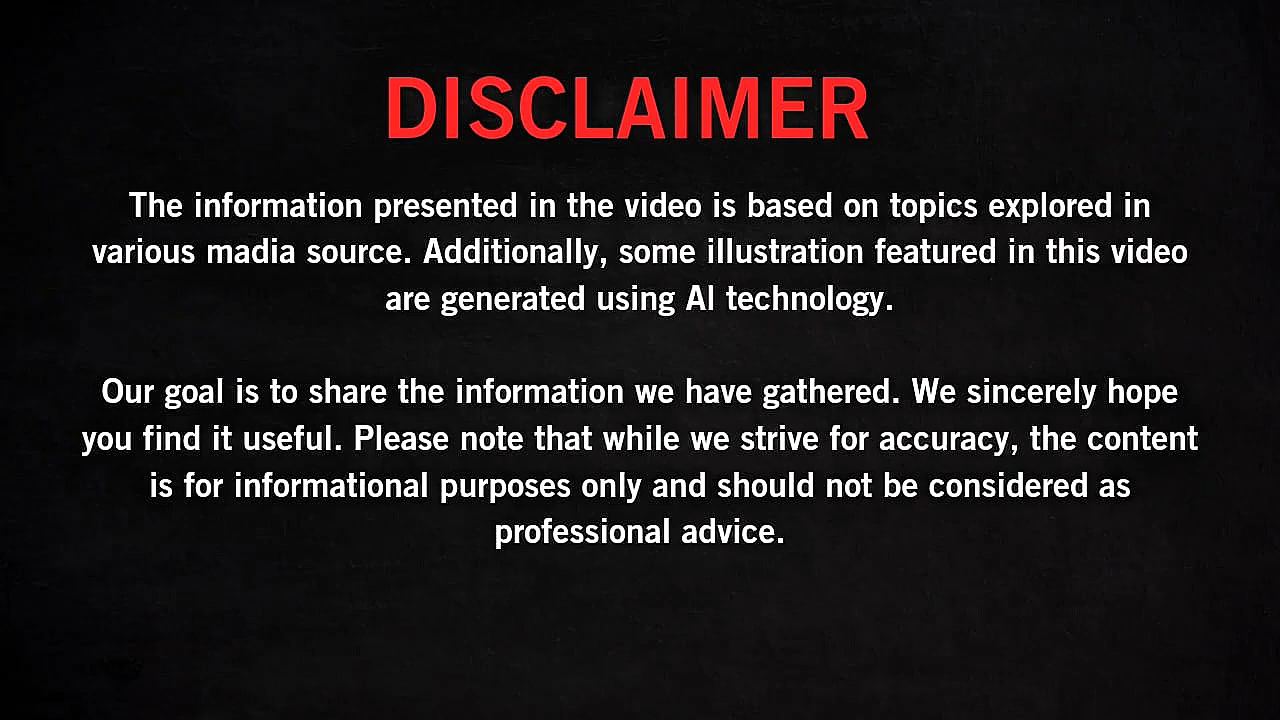 DISCLAIMER
The information presented in the video is based on topics explored in
various madia source. Additionally, some illustration featured in this video
are generated using AI technology.
Our goal is to share the information we have gathered. We sincerely hope
you find it useful. Please note that while we strive for accuracy, the content
is for informational purposes only and should not be considered as
professional advice.